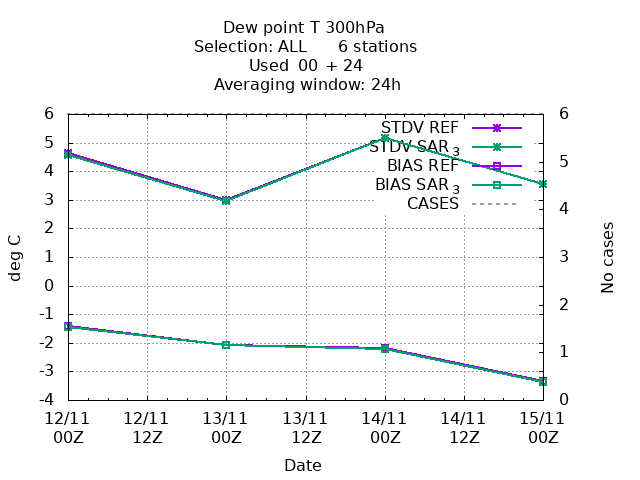 Dew point T 300hPa
Selection: ALL      6 stations
Used  00 + 24
Averaging window: 24h
6
5
4
3
2
1
0
-1
-2
-3
-4
deg C
6
5
4
3
2
1
0
No cases
STDV REF
STDV SAR 3
BIAS REF
BIAS SAR 3
CASES
12/11 12/11 13/11 13/11 14/11 14/11 15/11
00Z 12Z 00Z 12Z 00Z 12Z 00Z
Date